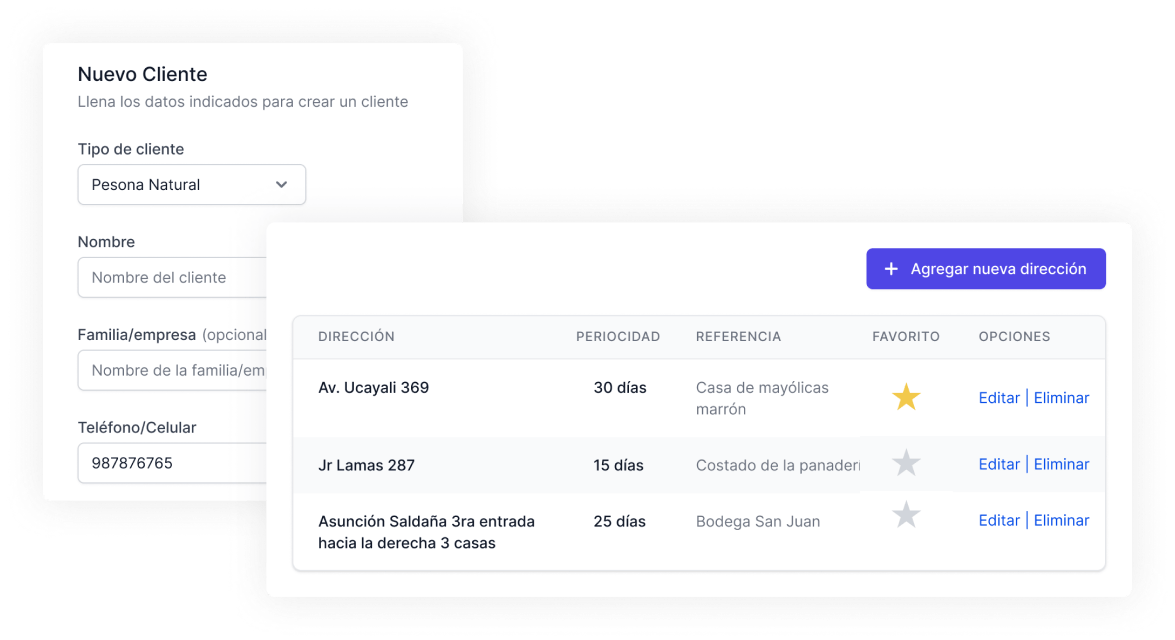 Nuevo Cliente
Llena los datos indicados para crear un cliente
Tipo de cliente
Pesona Natural
Nombre
Nombre del cliente
Familia/empresa (opcional
Nombre de la familia/em
Teléfono/Celular
987876765
+ Agregar nueva dirección
DIRECCIÓN PERIOCIDAD REFERENCIA FAVORITO OPCIONES
Av. Ucayali 369 30 días Casa de mayólicas Editar | Eliminar
marrón
Jr Lamas 287 15 días Costado de la panader Editar | Eliminar
Asunción Saldaña 3ra entrada 25 días Bodega San Juan Editar | Eliminar
hacia la derecha 3 casas